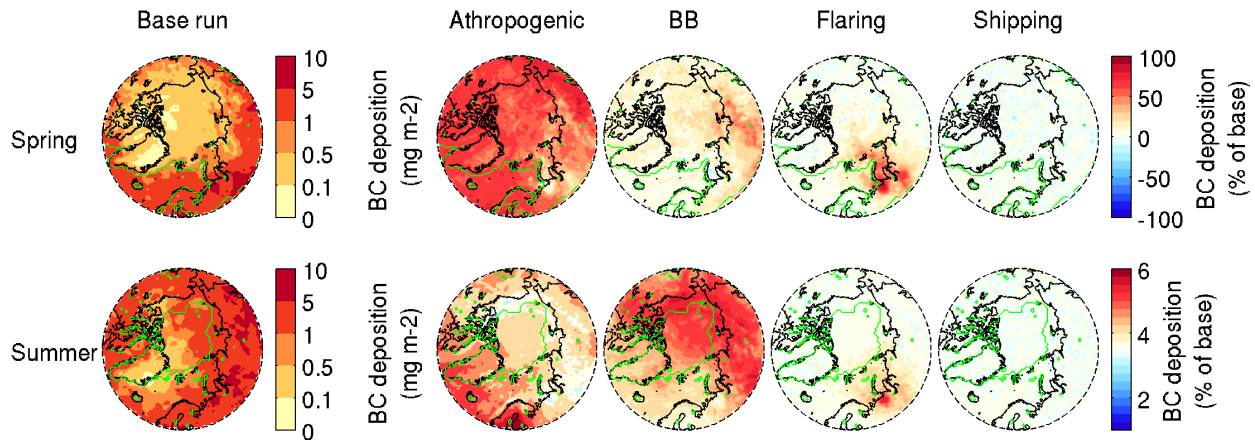 Base run
Athropogenic
BB
Flaring
Shipping
Spring
10
5
1
0.5
0.1
0
BC deposition
(mg m-2)
100
50
0
-50
-100
BC deposition
(% of base)
Summer
10
5
1
0.5
0.1
0
BC deposition
(mg m-2)
6
4
2
BC deposition
(% of base)